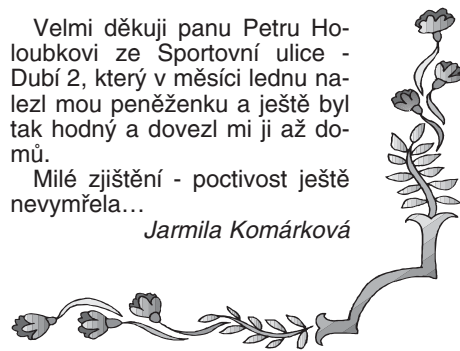 Velmi děkuji panu Petru Ho-
loubkovi ze Sportovní ulice -
Dubí 2, který v měsíci lednu na-
lezl mou peněženku a ještě byl
tak hodný a dovezl mi ji až do-
mů.
Milé zjištění - poctivost ještě
nevymřela…
Jarmila Komárková